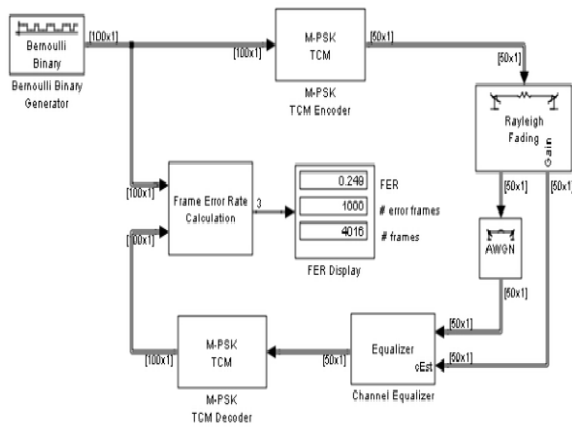 Bernoulli
Binary
Bernoulli Binary
Generator
[100x1]
[100x1]
M-PSK
TCM
M-PSK
TCM Encoder
[50x1]
[50x1]
Rayleigh
Fading
Gain
[50x1]
[50x1]
AWGN
[50x1]
[100x1]
Frame Error Rate
Calculation
[100x1]
3
0.249
1000
4016
FER
# error frames
# frames
FER Display
[50x1]
[50x1]
Equalizer
cEst
Channel Equalizer
[50x1]
M-PSK
TCM
M-PSK
TCM Decoder
[100x1]